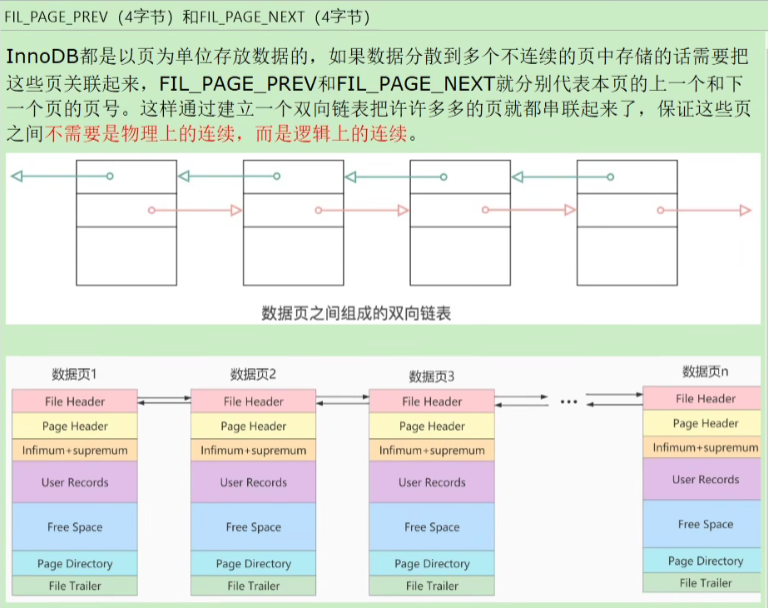 FIL_PAGE_PREV（4字节）和FIL_PAGE_NEXT（4字节）
InnoDB都是以页为单位存放数据的，如果数据分散到多个不连续的页中存储的话需要把
这些页关联起来，FIL_PAGE_PREV和FIL_PAGE_NEXT就分别代表本页的上一个和下
一个页的页号。这样通过建立一个双向链表把许许多多的页就都串联起来了，保证这些页
之间不需要是物理上的连续，而是逻辑上的连续。
数据页之间组成的双向链表
数据页1 数据页2 数据页3 数据页n
File Header File Header File Header ... File Header
Page Header Page Header Page Header Page Header
Infimum+supremum Infimum+supremum Infimum+supremum Infimum+supremum
User Records User Records User Records User Records
Free Space Free Space Free Space Free Space
Page Directory Page Directory Page Directory Page Directory
File Trailer File Trailer File Trailer File Trailer